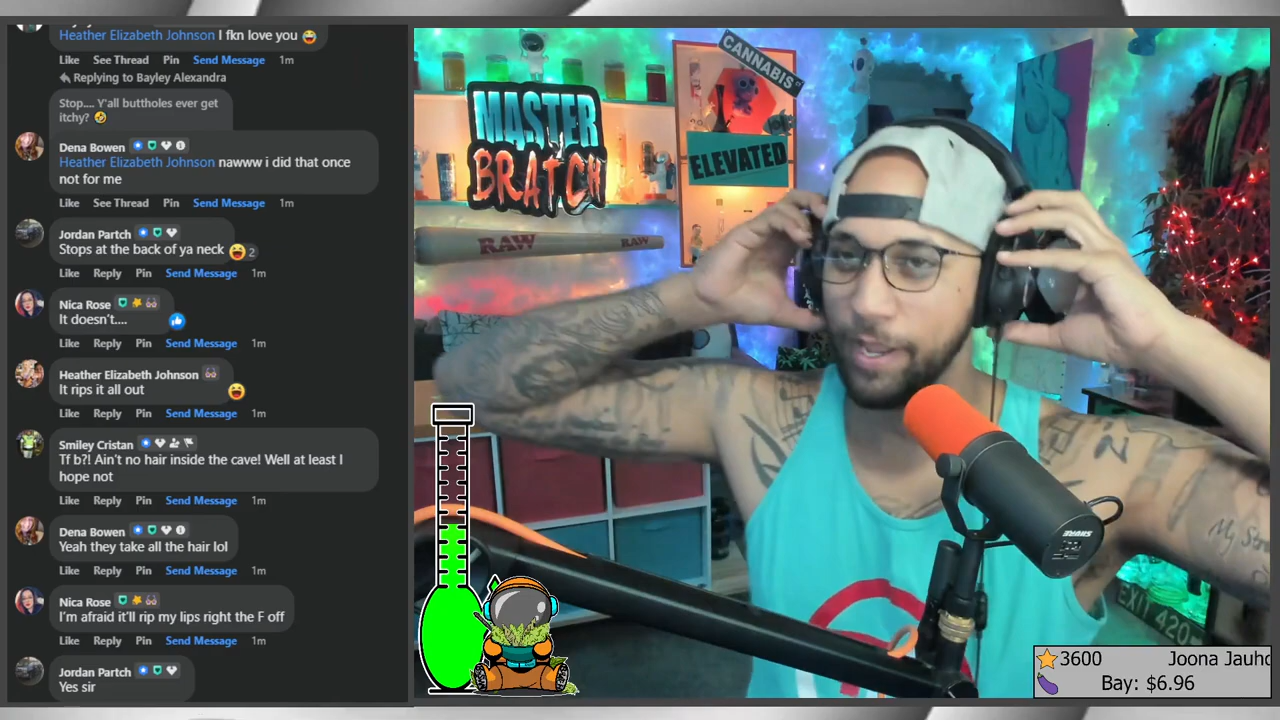 Heather Elizabeth Johnson I fkn love you 😂
Like See Thread Pin Send Message 1m
Replying to Bayley Alexandra
Stop.... Y'all buttholes ever get
itchy? 🤣
Dena Bowen
Heather Elizabeth Johnson nawww i did that once
not for me
Like See Thread Pin Send Message 1m
Jordan Partch
Stops at the back of ya neck 2
Like Reply Pin Send Message 1m
Nica Rose
It doesn't....
Like Reply Pin Send Message 1m
Heather Elizabeth Johnson
It rips it all out
Like Reply Pin Send Message 1m
Smiley Cristan
Tf b?! Ain't no hair inside the cave! Well at least I
hope not
Like Reply Pin Send Message 1m
Dena Bowen
Yeah they take all the hair lol
Like Reply Pin Send Message 1m
Nica Rose
I'm afraid it'll rip my lips right the F off
Like Reply Pin Send Message 1m
Jordan Partch
Yes sir
CANNABIS
MASTER
BRATCH
ELEVATED
RAW RAW
SHURE
My
EXIT 420
3600 Joona Jauho
Bay: $6.96